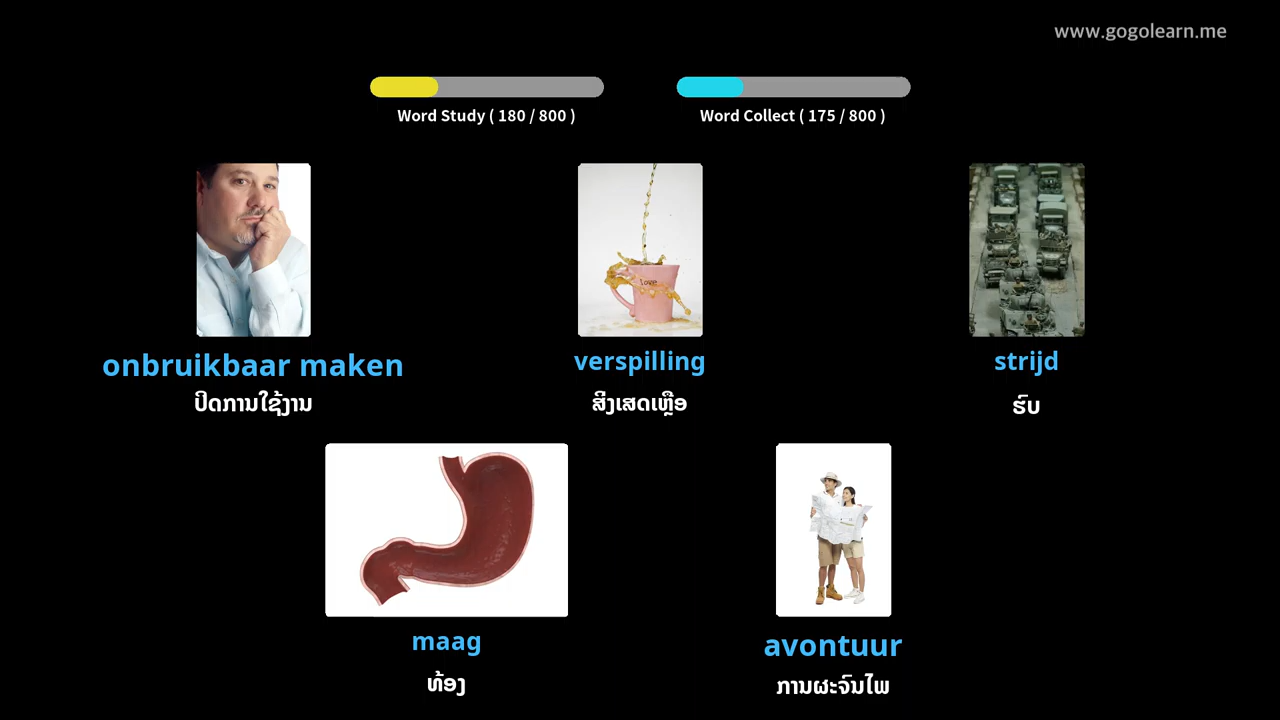 www.gogolearn.me
Word Study ( 180 / 800 )
Word Collect ( 175 / 800 )
love
onbruikbaar maken
verspilling
strijd
ປິດການໃຊ້ງານ
ສິ່ງເສດເຫຼືອ
ຮົບ
maag
avontuur
ທ້ອງ
ການຜະຈົນໄພ